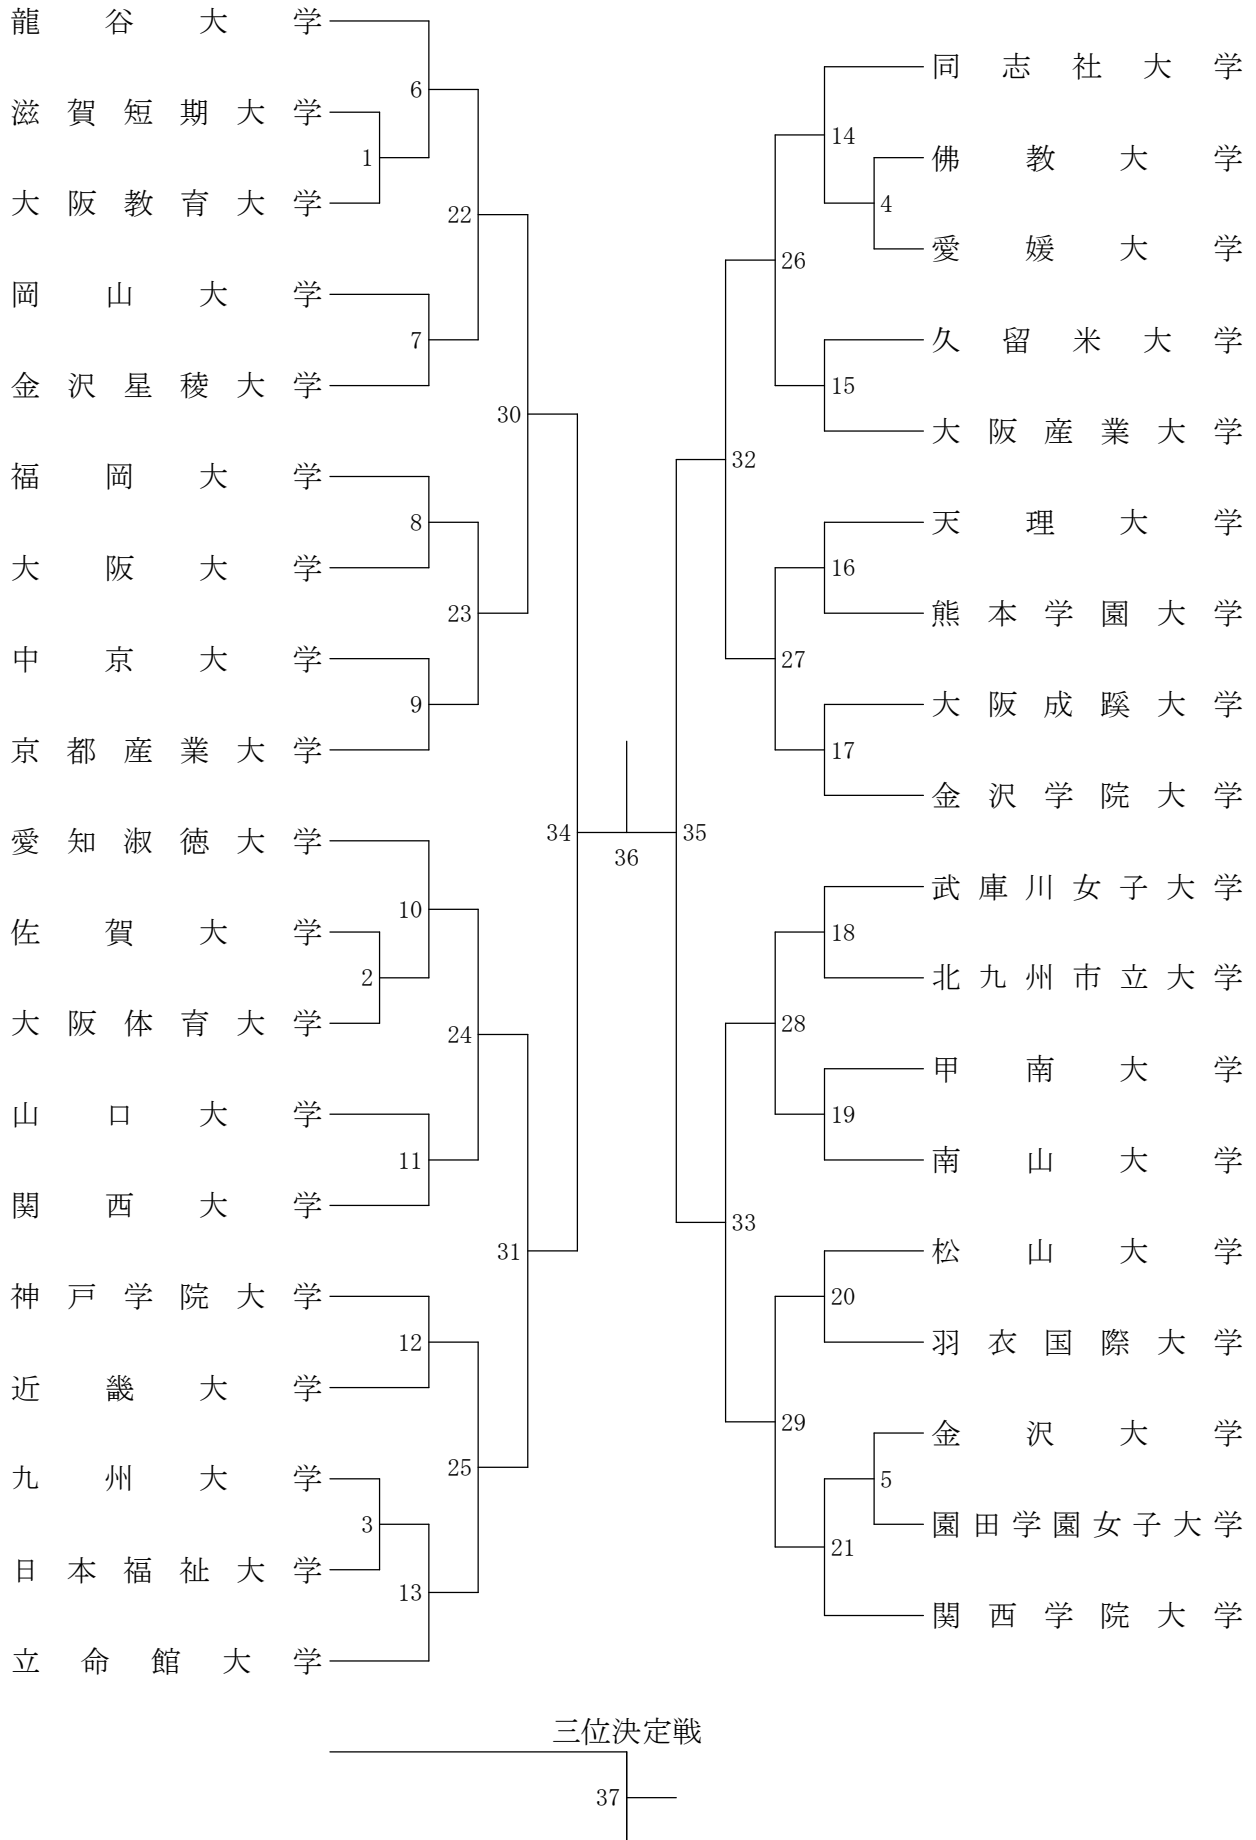 龍谷大学
6
滋賀短期大学
1
大阪教育大学
22
岡山大学
7
金沢星稜大学
30
福岡大学
8
大阪大学
23
中京大学
9
京都産業大学
34
愛知淑徳大学
10
佐賀大学
2
大阪体育大学
24
山口大学
11
関西大学
31
神戸学院大学
12
近畿大学
25
九州大学
3
日本福祉大学
13
立命館大学
36
同志社大学
14
佛教大学
4
愛媛大学
26
久留米大学
15
大阪産業大学
32
天理大学
16
熊本学園大学
27
大阪成蹊大学
17
金沢学院大学
35
武庫川女子大学
18
北九州市立大学
28
甲南大学
19
南山大学
33
松山大学
20
羽衣国際大学
29
金沢大学
5
園田学園女子大学
21
関西学院大学
三位決定戦
37